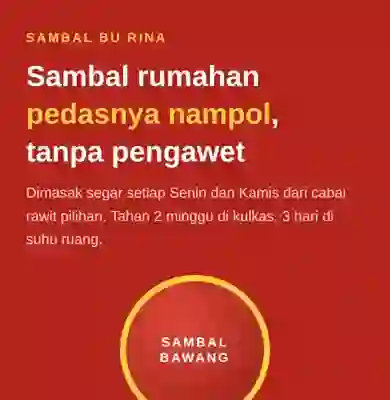 SAMBAL BU RINA
Sambal rumahan
pedasnya nampol,
tanpa pengawet
Dimasak segar setiap Senin dan Kamis dari cabai
rawit pilihan. Tahan 2 minggu di kulkas, 3 hari di
suhu ruang.
SAMBAL
BAWANG